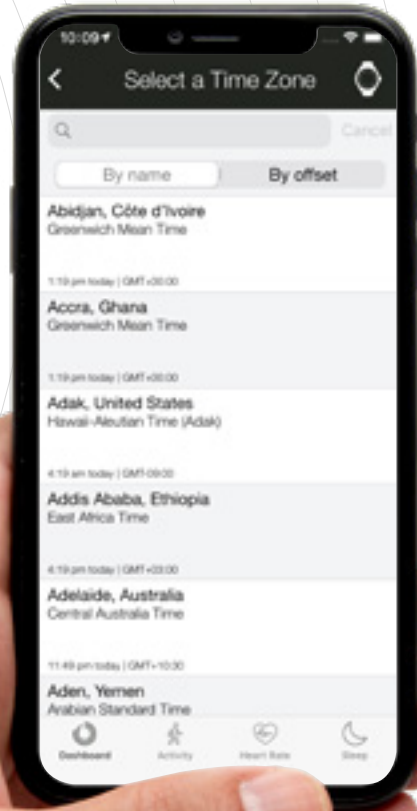 10:09
Select a Time Zone
Cancel
By name
By offset
Abidjan, Côte d'Ivoire
Greenwich Mean Time
1:19 pm today | GMT+00:00
Accra, Ghana
Greenwich Mean Time
1:19 pm today | GMT+00:00
Adak, United States
Hawaii-Aleutian Time (Adak)
4:19 am today | GMT-09:00
Addis Ababa, Ethiopia
East Africa Time
4:19 pm today | GMT+03:00
Adelaide, Australia
Central Australia Time
11:49 pm today | GMT+10:30
Aden, Yemen
Arabian Standard Time
Dashboard
Activity
Heart Rate
Sleep